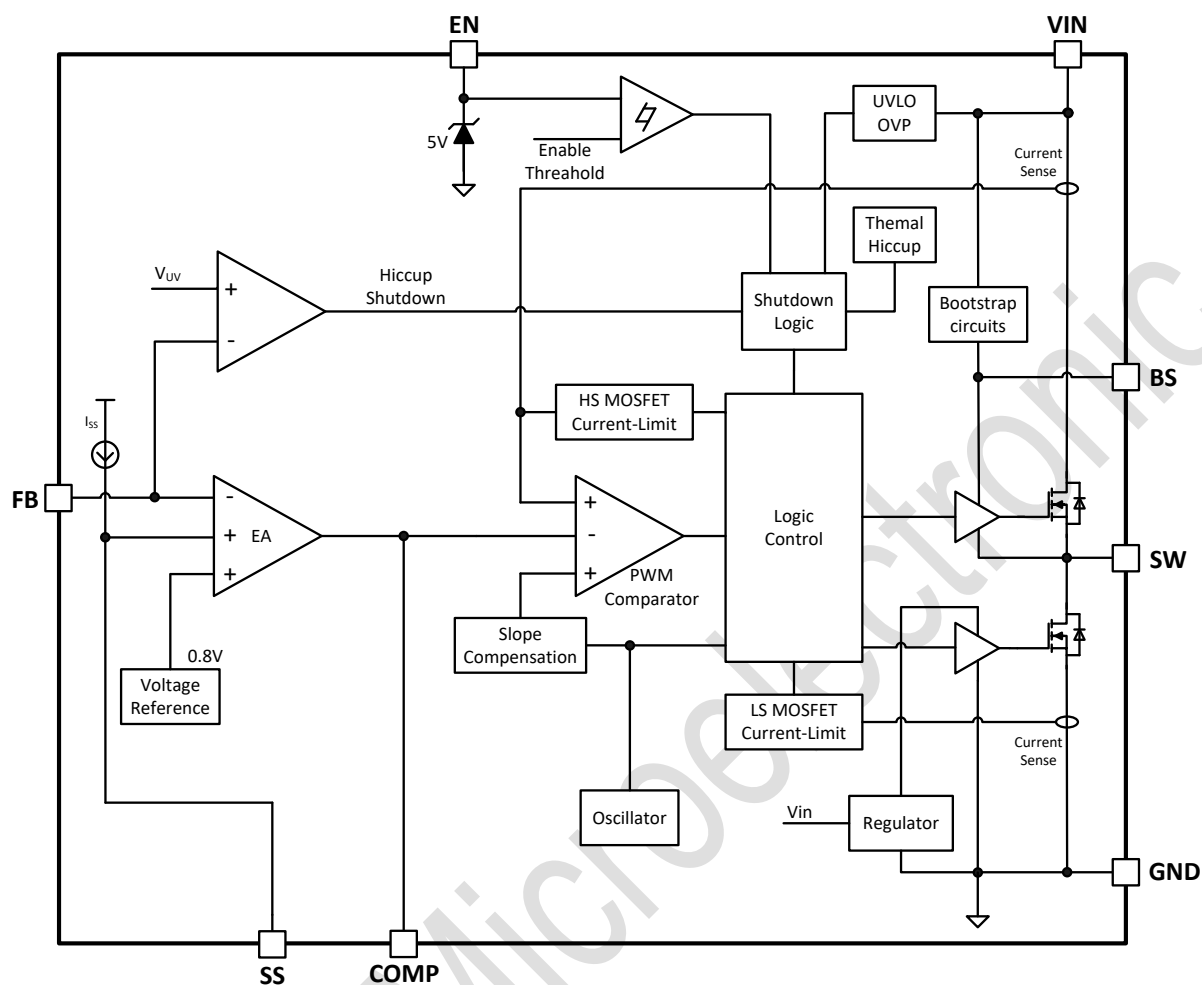 EN
VIN
UVLO
OVP
5V
Enable
Threahold
Current
Sense
Themal
Hiccup
VUV
+
-
Hiccup
Shutdown
Shutdown
Logic
Bootstrap
circuits
BS
ISS
HS MOSFET
Current-Limit
FB
-
+
EA
+
+
-
+
PWM
Comparator
Logic
Control
SW
0.8V
Voltage
Reference
Slope
Compensation
LS MOSFET
Current-Limit
Current
Sense
Oscillator
Vin
Regulator
GND
SS
COMP
Microelectronic